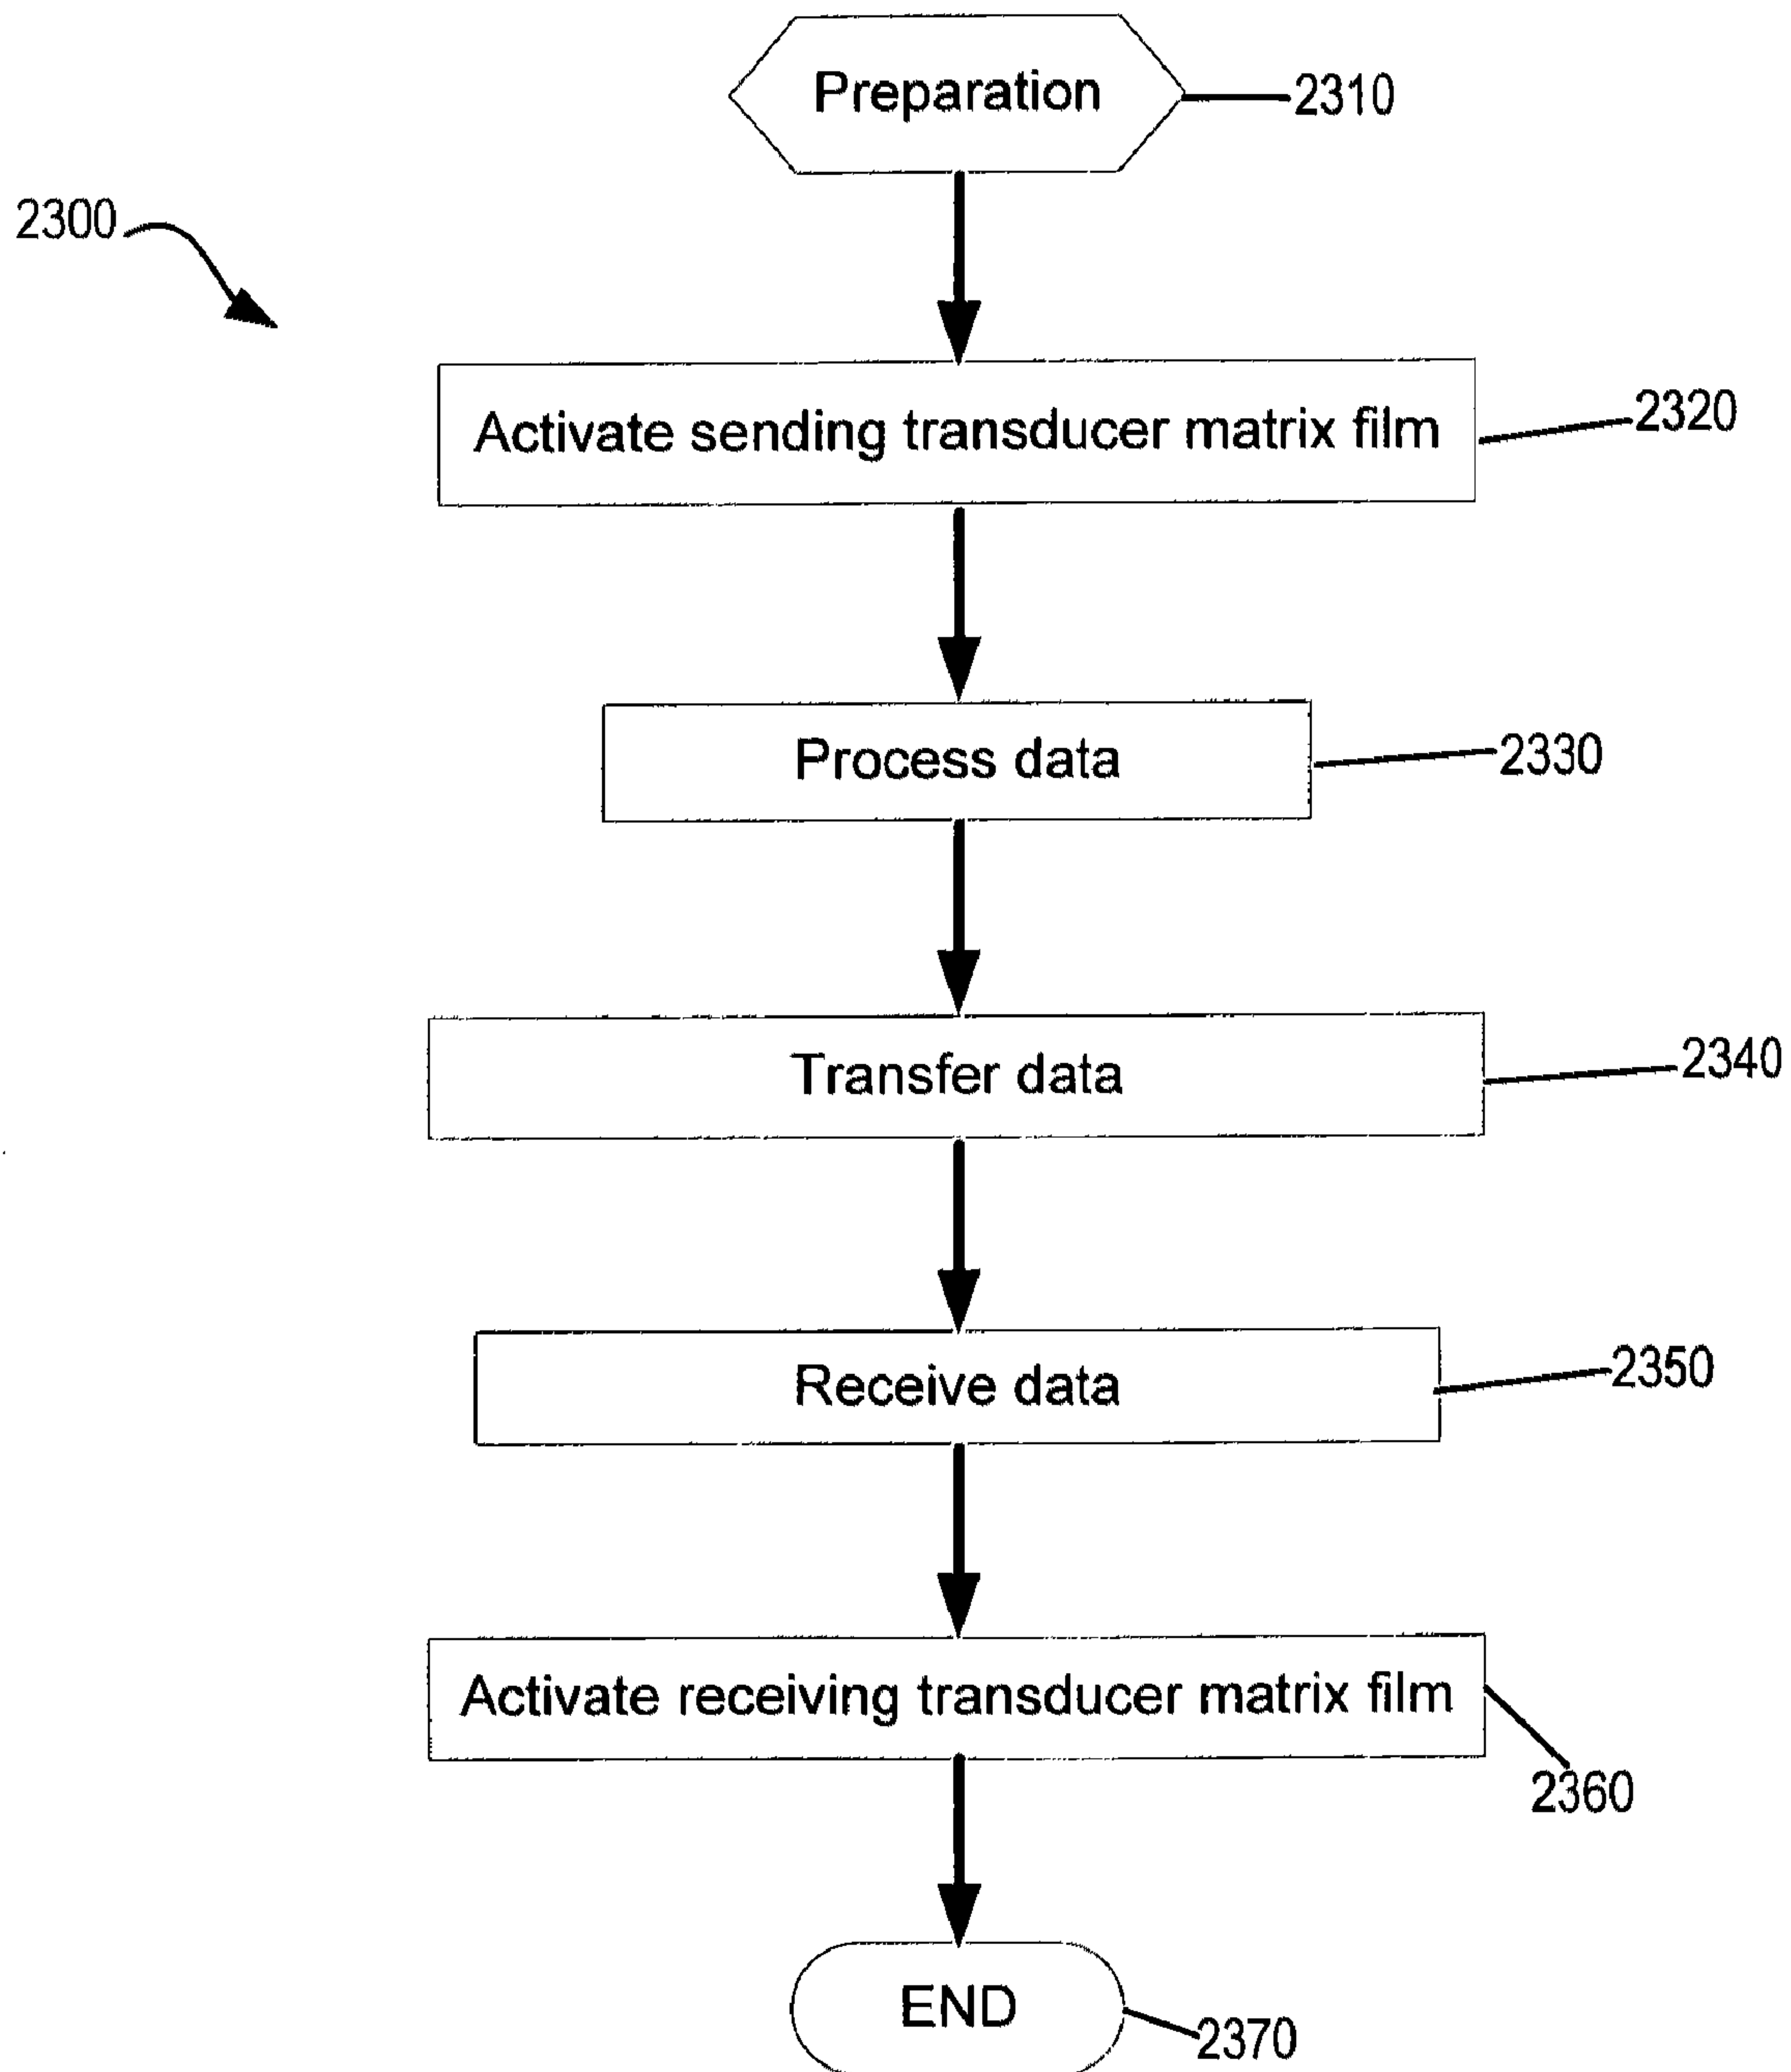 Preparation
2310
2300
Activate sending transducer matrix film
2320
Process data
2330
Transfer data
2340
Receive data
2350
Activate receiving transducer matrix film
2360
END
2370